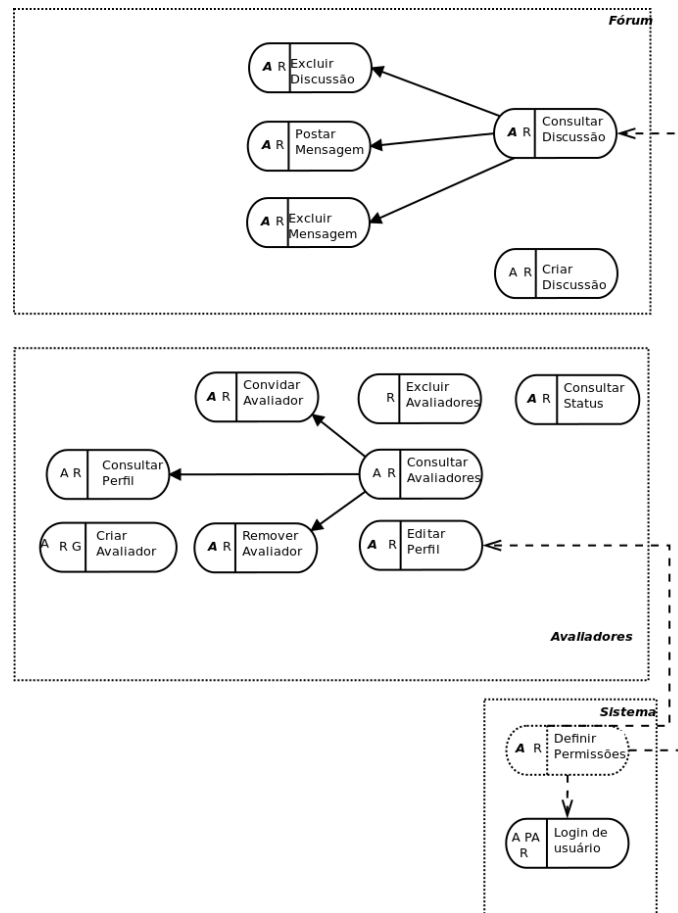 Fórum
A R Excluir
Discussão
A R Consultar
Discussão
A R Postar
Mensagem
A R Excluir
Mensagem
A R Criar
Discussão
A R Convidar
Avaliador
R Excluir
Avaliadores
A R Consultar
Status
A R Consultar
Perfil
A R Consultar
Avaliadores
A R G Criar
Avaliador
A R Remover
Avaliador
A R Editar
Perfil
Avaliadores
Sistema
A R Definir
Permissões
A PA Login de
R usuário